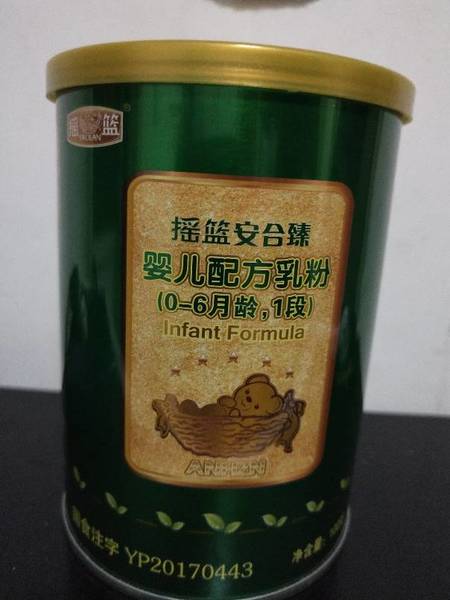 摇篮
YAOLAN
®
摇篮安合臻
婴儿配方乳粉
(0-6月龄,1段)
Infant Formula
国食注字 YP20170443
净含量: